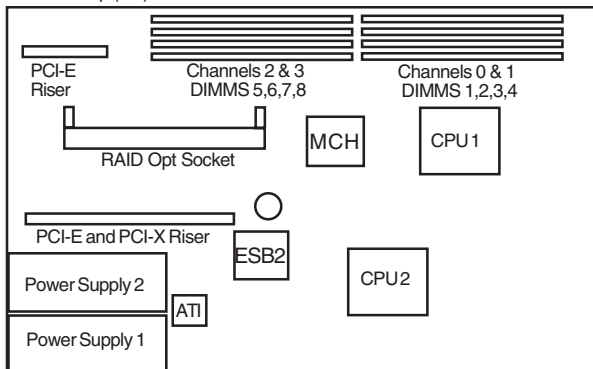 PCI-E
Riser
Channels 2 & 3
DIMMS 5,6,7,8
Channels 0 & 1
DIMMS 1,2,3,4
RAID Opt Socket
MCH
CPU1
PCI-E and PCI-X Riser
ESB2
CPU2
Power Supply 2
ATI
Power Supply 1